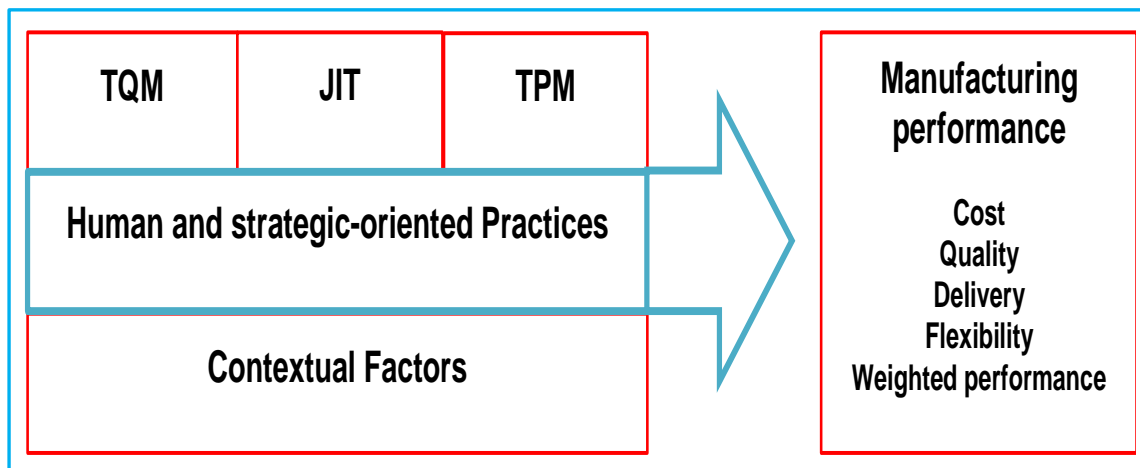 TQM JIT TPM
Human and strategic-oriented Practices
Contextual Factors
Manufacturing
performance
Cost
Quality
Delivery
Flexibility
Weighted performance